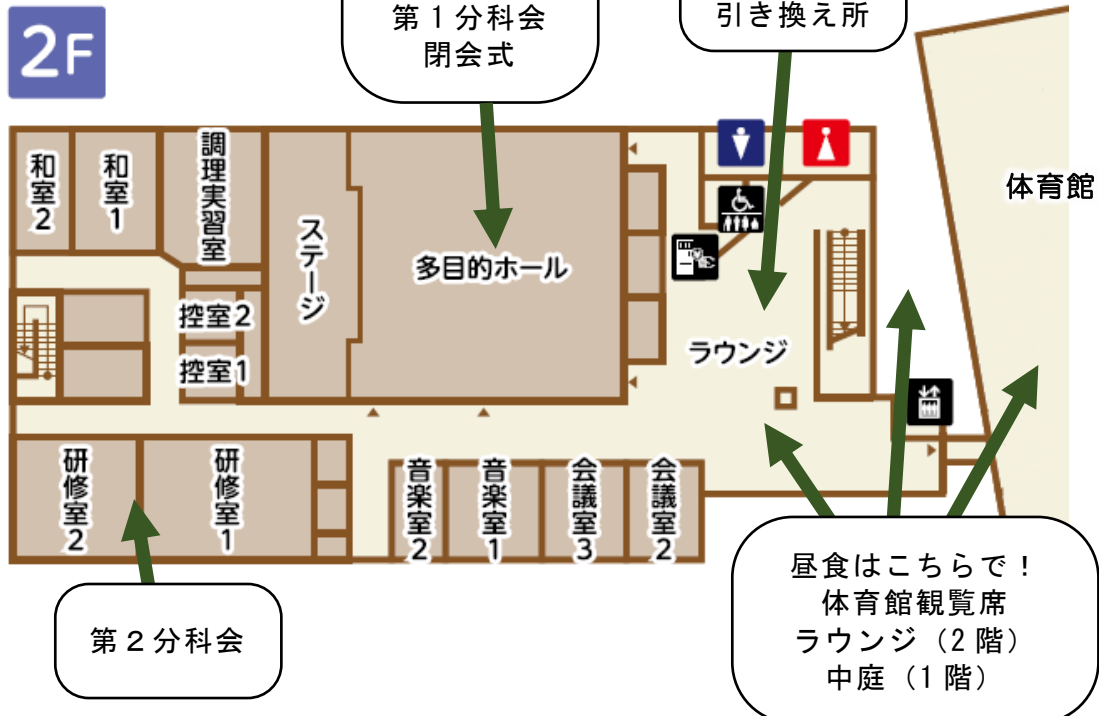 2F
第１分科会
閉会式
引き換え所
和室2
和室1
調理実習室
ステージ
多目的ホール
体育館
控室2
控室1
ラウンジ
研修室2
研修室1
音楽室2
音楽室1
会議室3
会議室2
第２分科会
昼食はこちらで！
体育館観覧席
ラウンジ（2階）
中庭（1階）